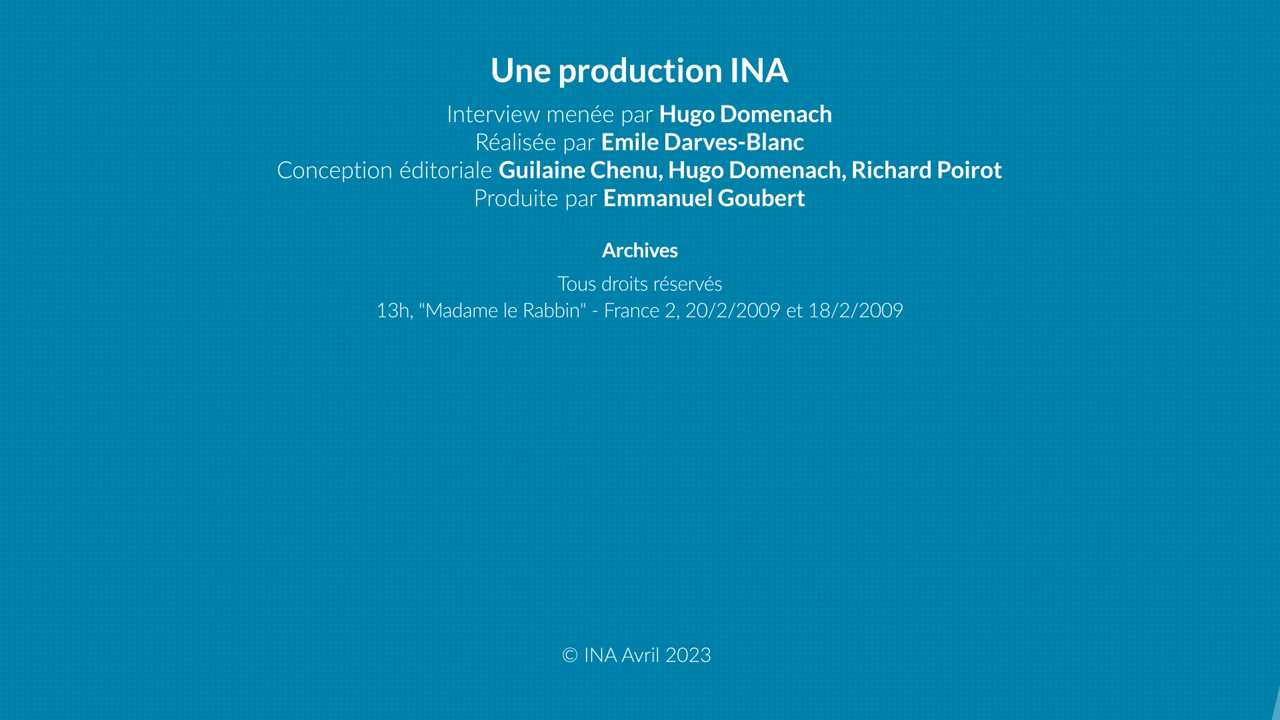 Une production INA
Interview menée par Hugo Domenach
Réalisée par Emile Darves-Blanc
Conception éditoriale Guilaine Chenu, Hugo Domenach, Richard Poirot
Produite par Emmanuel Goubert
Archives
Tous droits réservés
13h, "Madame le Rabbin" - France 2, 20/2/2009 et 18/2/2009
© INA Avril 2023